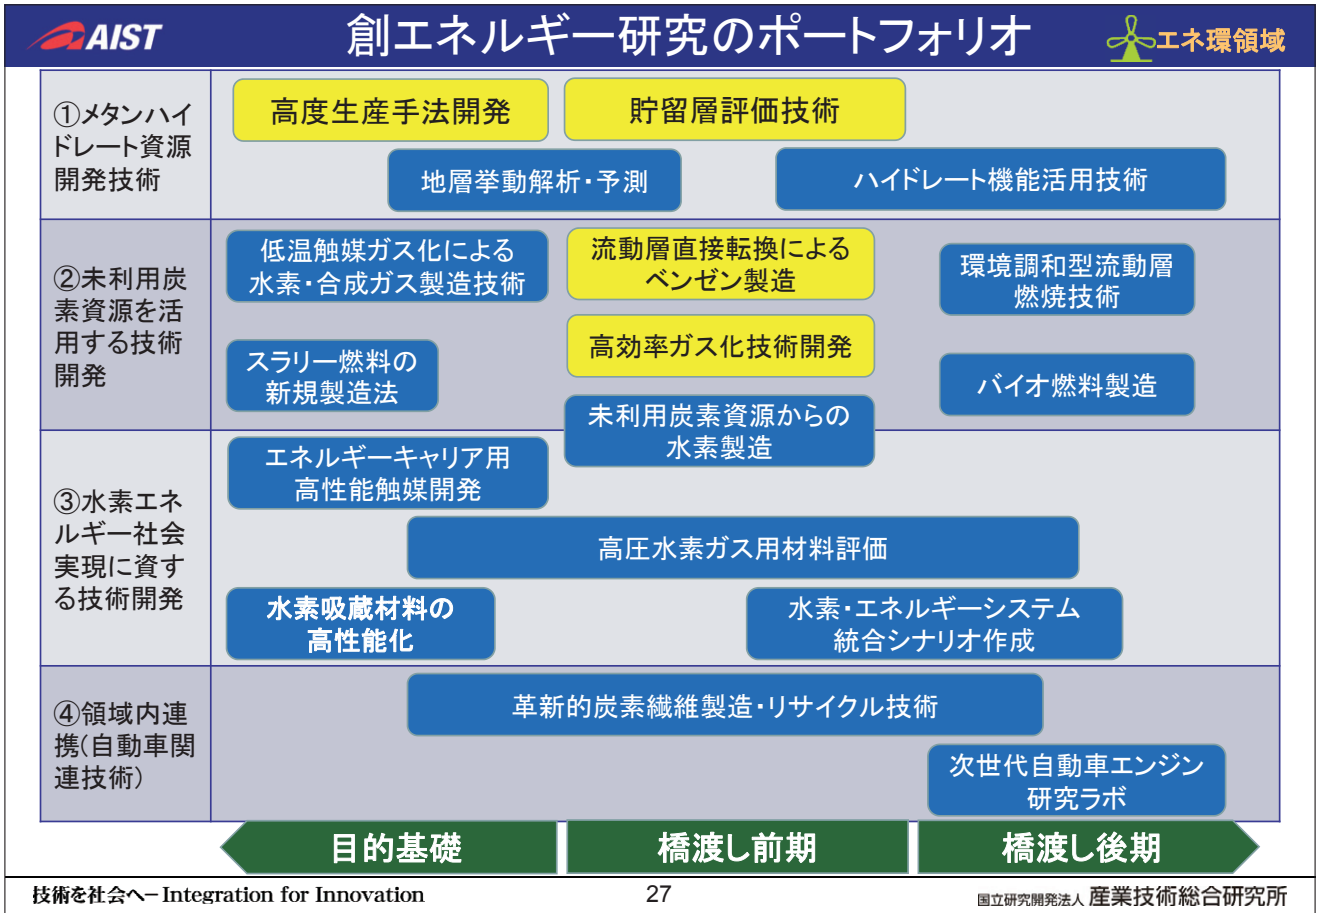 AIST
創エネルギー研究のポートフォリオ
エネ環領域
①メタンハイ
ドレート資源
開発技術
高度生産手法開発
貯留層評価技術
地層挙動解析・予測
ハイドレート機能活用技術
②未利用炭
素資源を活
用する技術
開発
低温触媒ガス化による
水素・合成ガス製造技術
流動層直接転換による
ベンゼン製造
環境調和型流動層
燃焼技術
高効率ガス化技術開発
スラリー燃料の
新規製造法
バイオ燃料製造
未利用炭素資源からの
水素製造
③水素エネ
ルギー社会
実現に資す
る技術開発
エネルギーキャリア用
高性能触媒開発
高圧水素ガス用材料評価
水素吸蔵材料の
高性能化
水素・エネルギーシステム
統合シナリオ作成
④領域内連
携(自動車関
連技術)
革新的炭素繊維製造・リサイクル技術
次世代自動車エンジン
研究ラボ
目的基礎
橋渡し前期
橋渡し後期
技術を社会へ－Integration for Innovation
27
国立研究開発法人 産業技術総合研究所